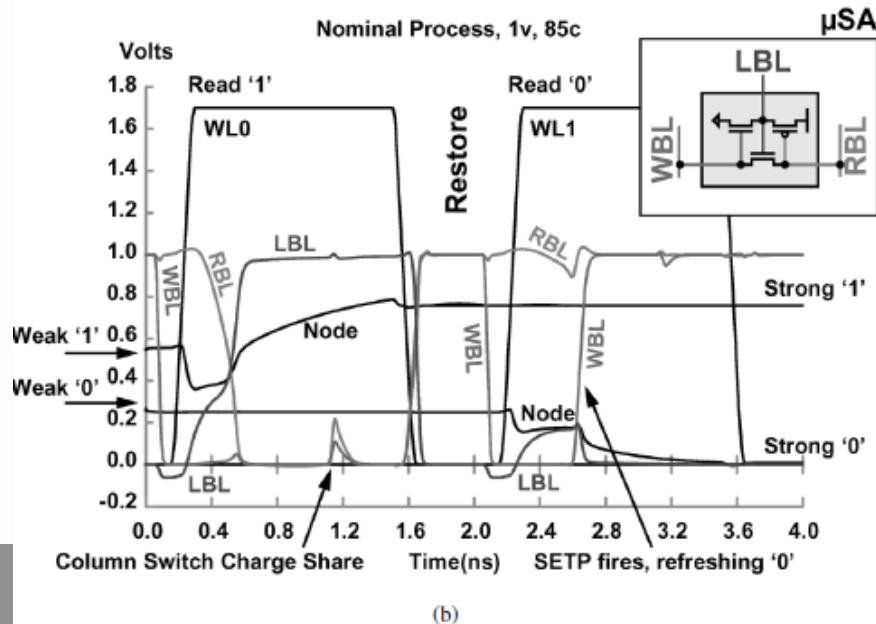 Nominal Process, 1v, 85c
µSA
Volts
LBL
WBL
RBL
1.8
1.6
1.4
1.2
1.0
0.8
0.6
0.4
0.2
0.0
-0.2
Read ‘1’
WL0
Restore
Read ‘0’
WL1
WBL
RBL
LBL
Node
WBL
RBL
WBL
Node
LBL
LBL
Strong ‘1’
Strong ‘0’
Weak ‘1’
Weak ‘0’
0.0 0.4 0.8 1.2 1.6 2.0 2.4 2.8 3.2 3.6 4.0
Column Switch Charge Share
Time(ns)
SETP fires, refreshing ‘0’
(b)